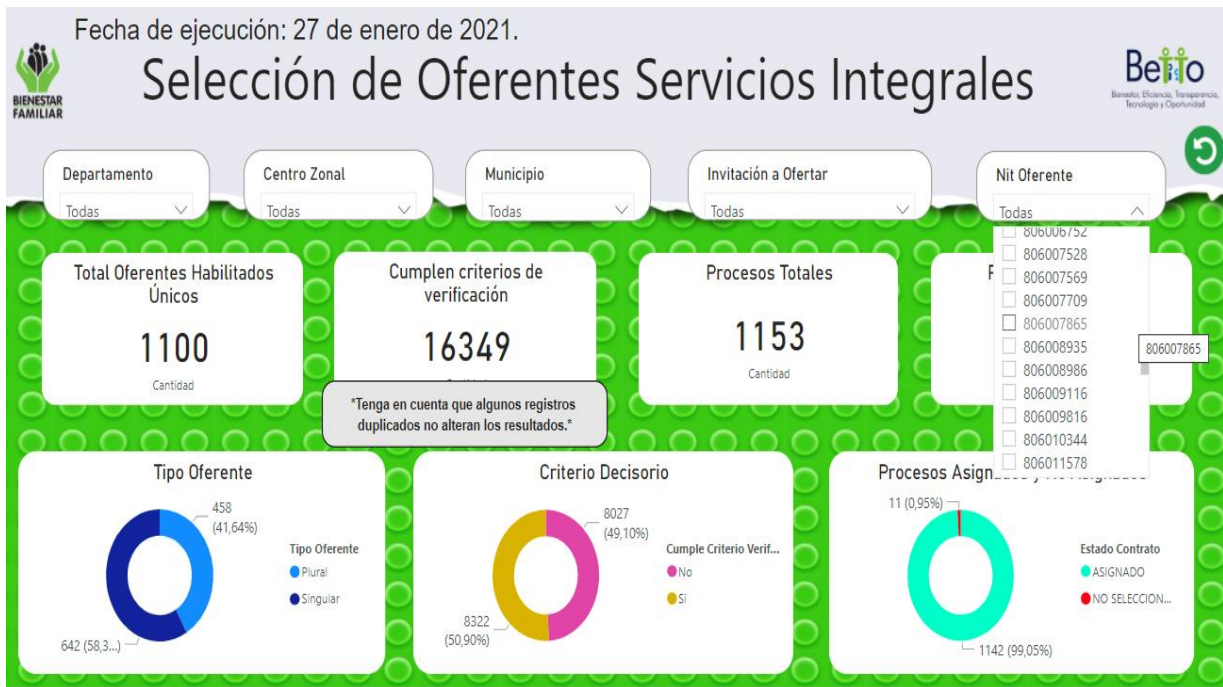 Fecha de ejecución: 27 de enero de 2021.
Selección de Oferentes Servicios Integrales
BIENESTAR
FAMILIAR
Betto
Bienestar, Eficiencia, Transparencia,
Tecnología y Oportunidad
Departamento
Todas
Centro Zonal
Todas
Municipio
Todas
Invitación a Ofertar
Todas
Nit Oferente
Todas
806006752
806007528
806007569
806007709
806007865
806008935
806008986
806009116
806009816
806010344
806011578
806007865
Total Oferentes Habilitados
Únicos
1100
Cantidad
Cumplen criterios de
verificación
16349
Procesos Totales
1153
Cantidad
*Tenga en cuenta que algunos registros
duplicados no alteran los resultados.*
Tipo Oferente
458
(41,64%)
642 (58,3...)
Tipo Oferente
Plural
Singular
Criterio Decisorio
8027
(49,10%)
8322
(50,90%)
Cumple Criterio Verif...
No
Sí
Procesos Asignados y No Asignados
11 (0,95%)
1142 (99,05%)
Estado Contrato
ASIGNADO
NO SELECCION...